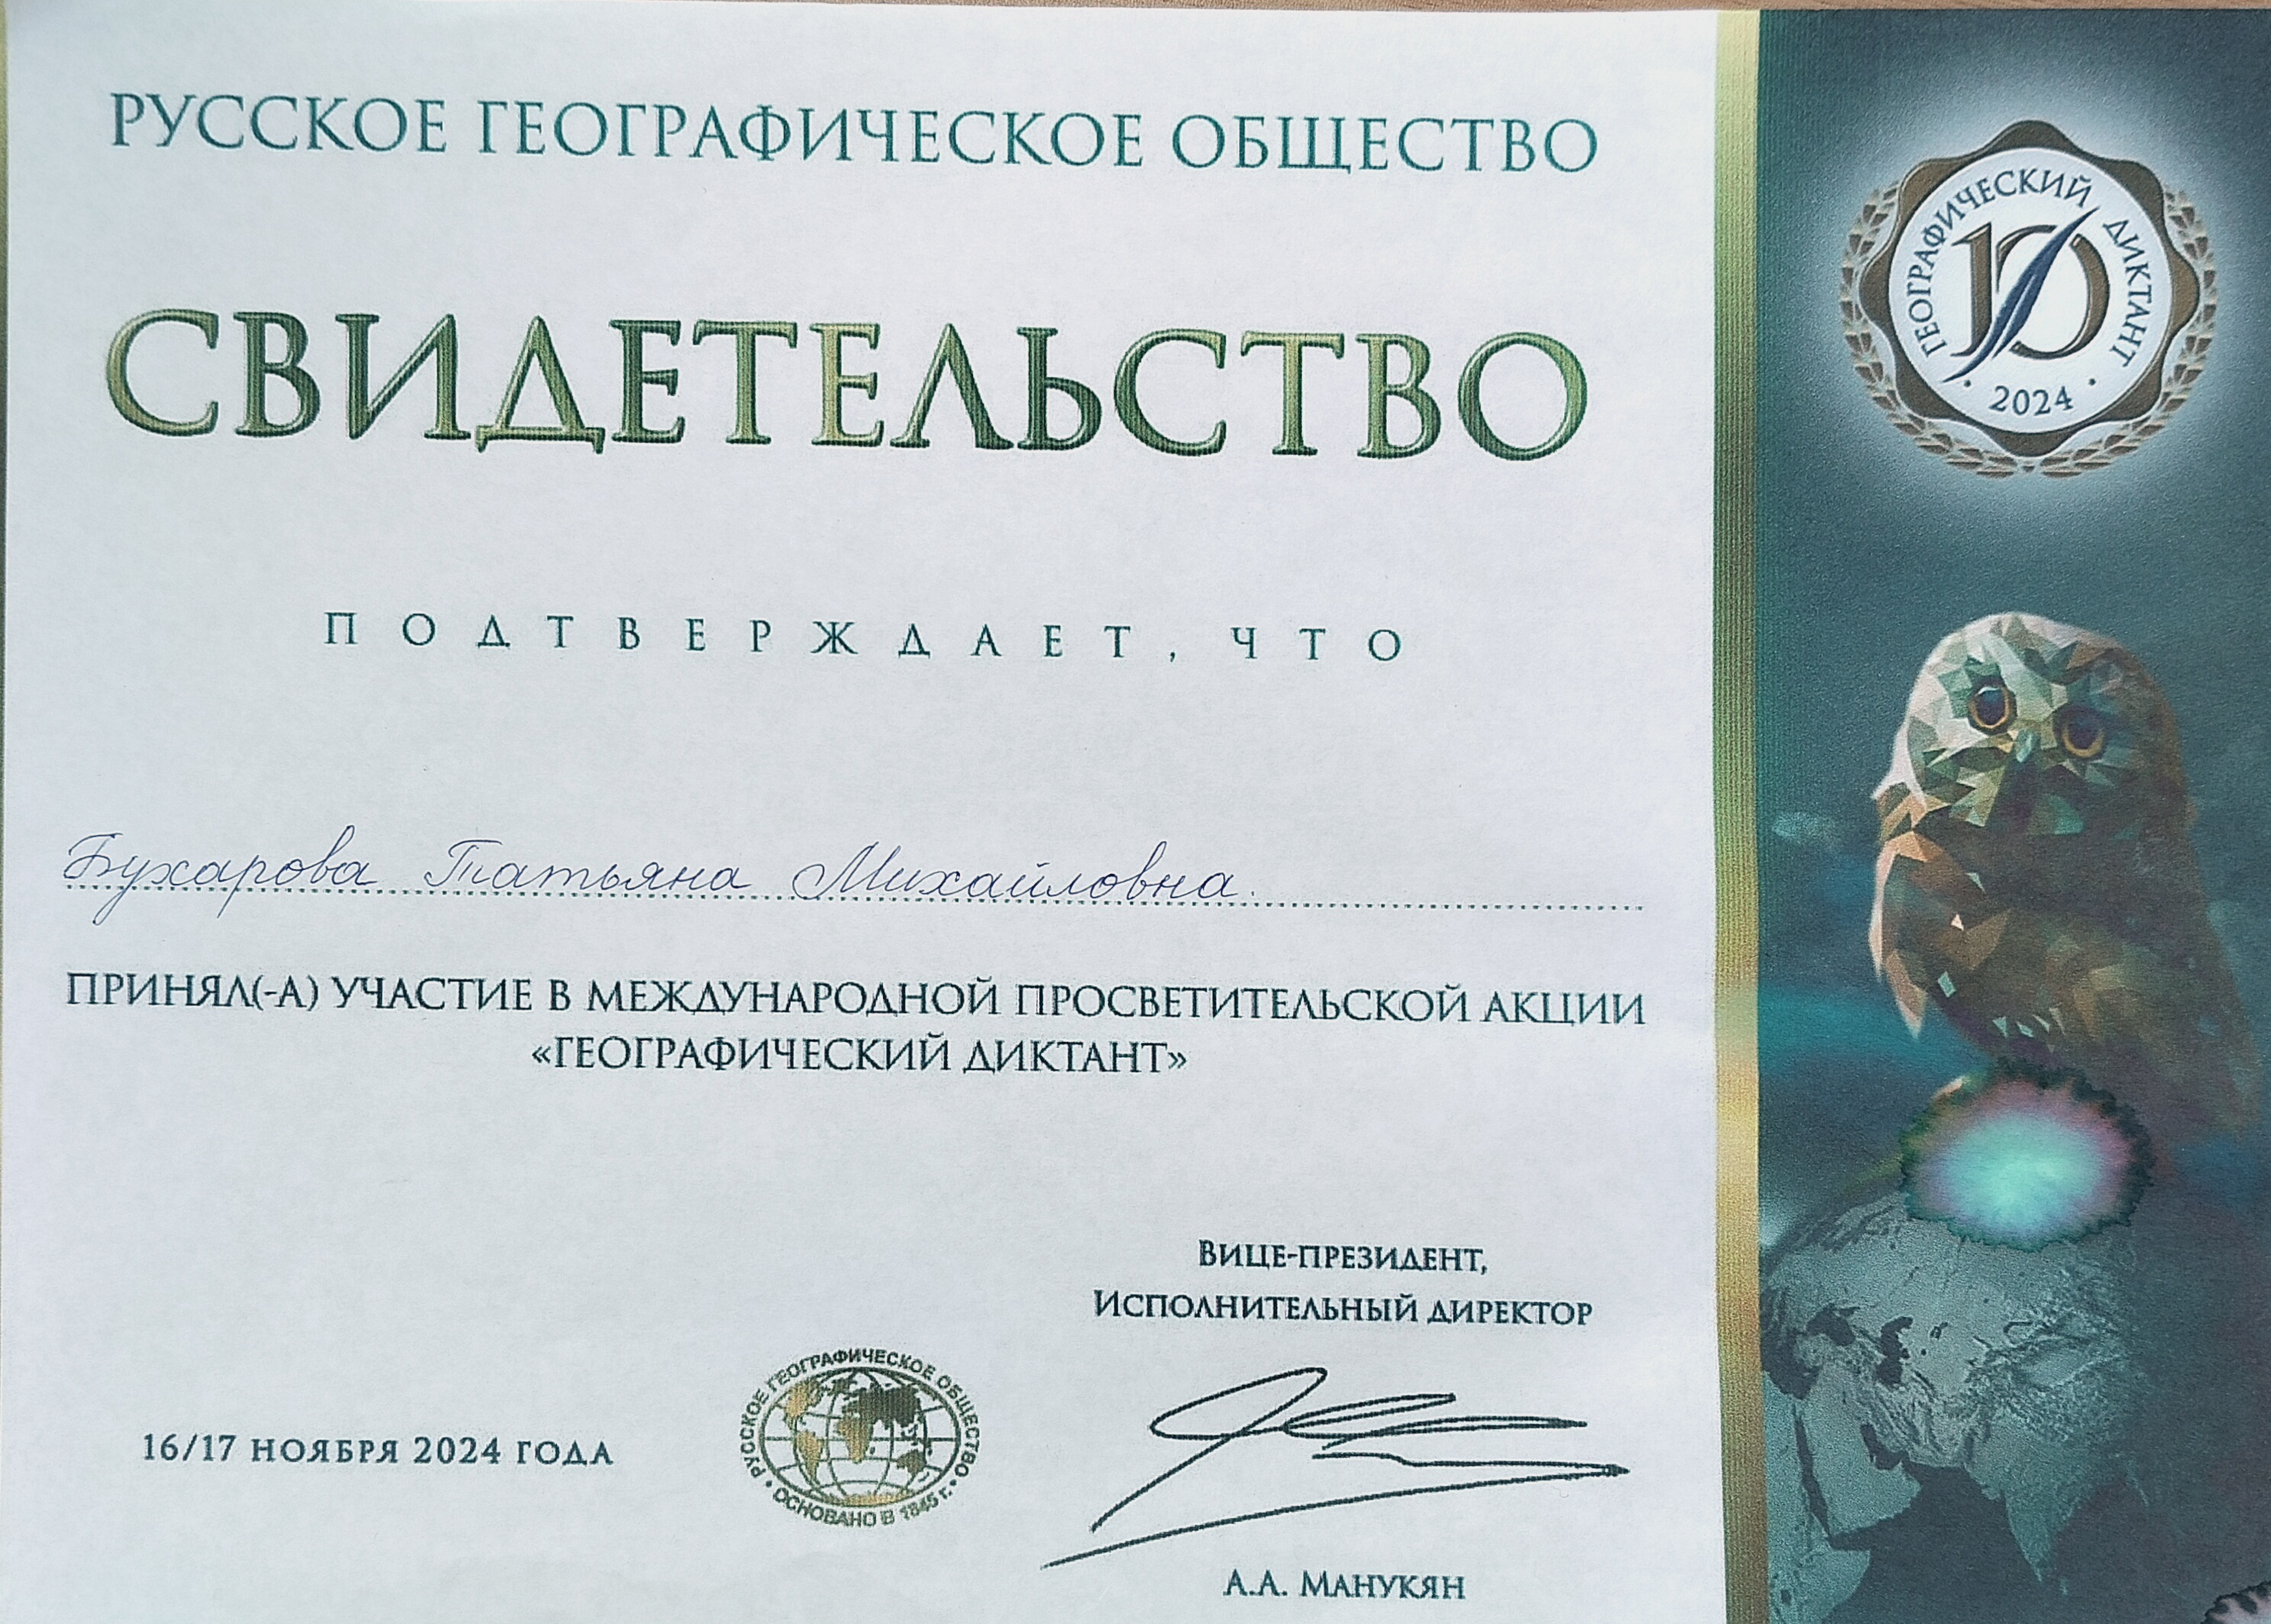 РУССКОЕ ГЕОГРАФИЧЕСКОЕ ОБЩЕСТВО
СВИДЕТЕЛЬСТВО
ПОДТВЕРЖДАЕТ, ЧТО
Бухарова Татьяна Михайловна.
ПРИНЯЛ(-А) УЧАСТИЕ В МЕЖДУНАРОДНОЙ ПРОСВЕТИТЕЛЬСКОЙ АКЦИИ
«ГЕОГРАФИЧЕСКИЙ ДИКТАНТ»
ВИЦЕ-ПРЕЗИДЕНТ,
ИСПОЛНИТЕЛЬНЫЙ ДИРЕКТОР
16/17 НОЯБРЯ 2024 ГОДА
• РУССКОЕ ГЕОГРАФИЧЕСКОЕ ОБЩЕСТВО •
ОСНОВАНО В 1845 г.
А.А. МАНУКЯН
ГЕОГРАФИЧЕСКИЙ ДИКТАНТ
10
• 2024 •